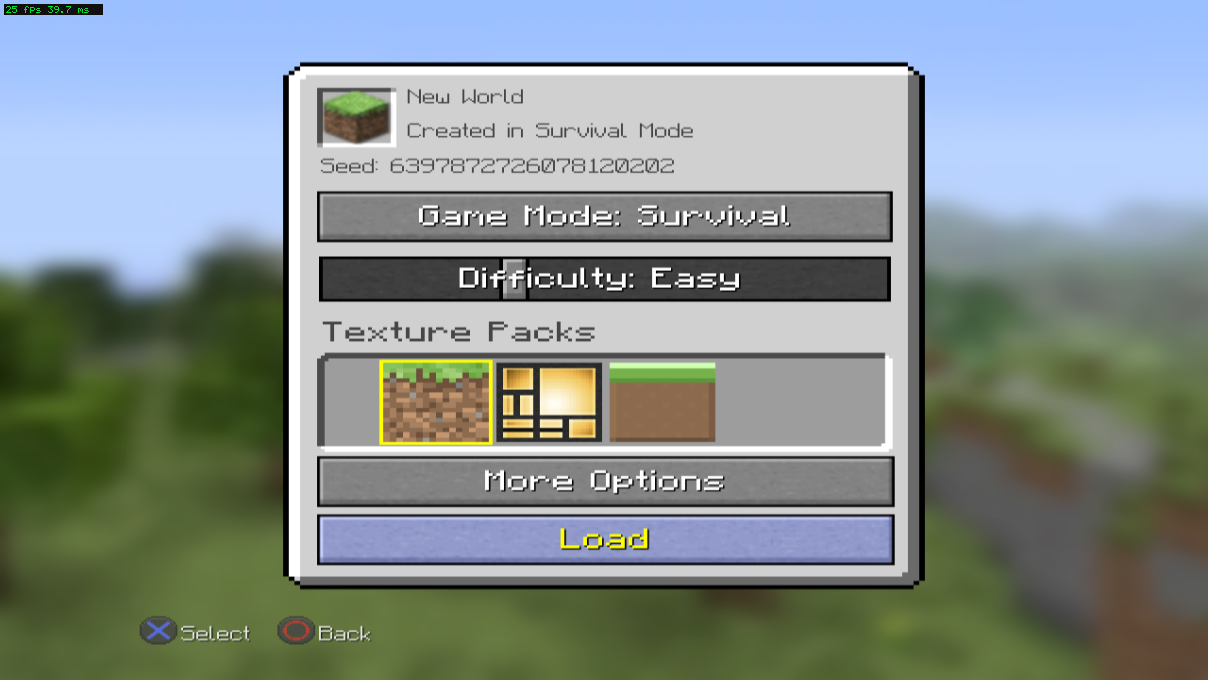 25 fps 39.7 ms
New World
Created in Survival Mode
Seed: 6397872726078120202
Game Mode: Survival
Difficulty: Easy
Texture Packs
More Options
Load
Select Back